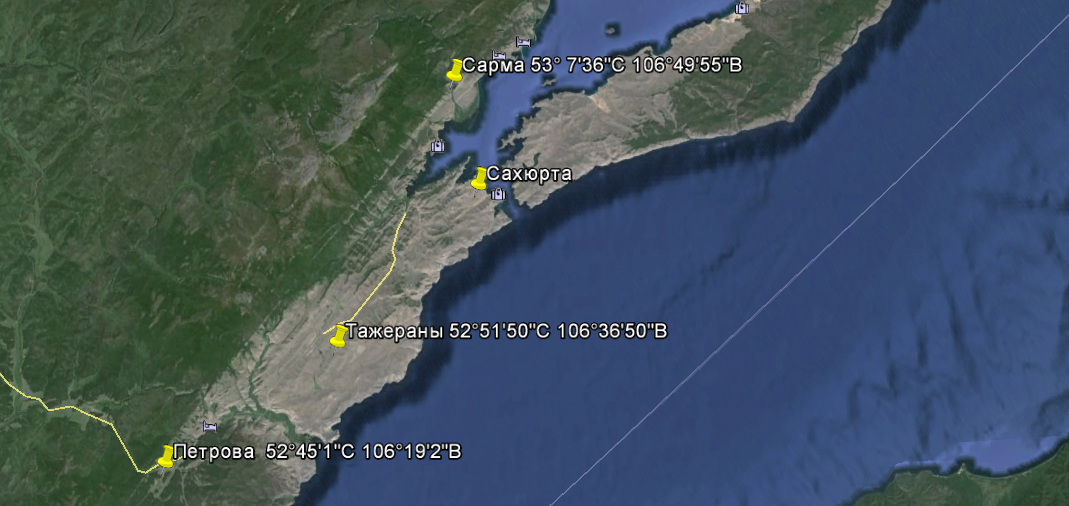 Сарма 53° 7'36"С 106°49'55"В
Сахюрта
Тажераны 52°51'50"С 106°36'50"В
Петрова  52°45'1"С 106°19'2"В